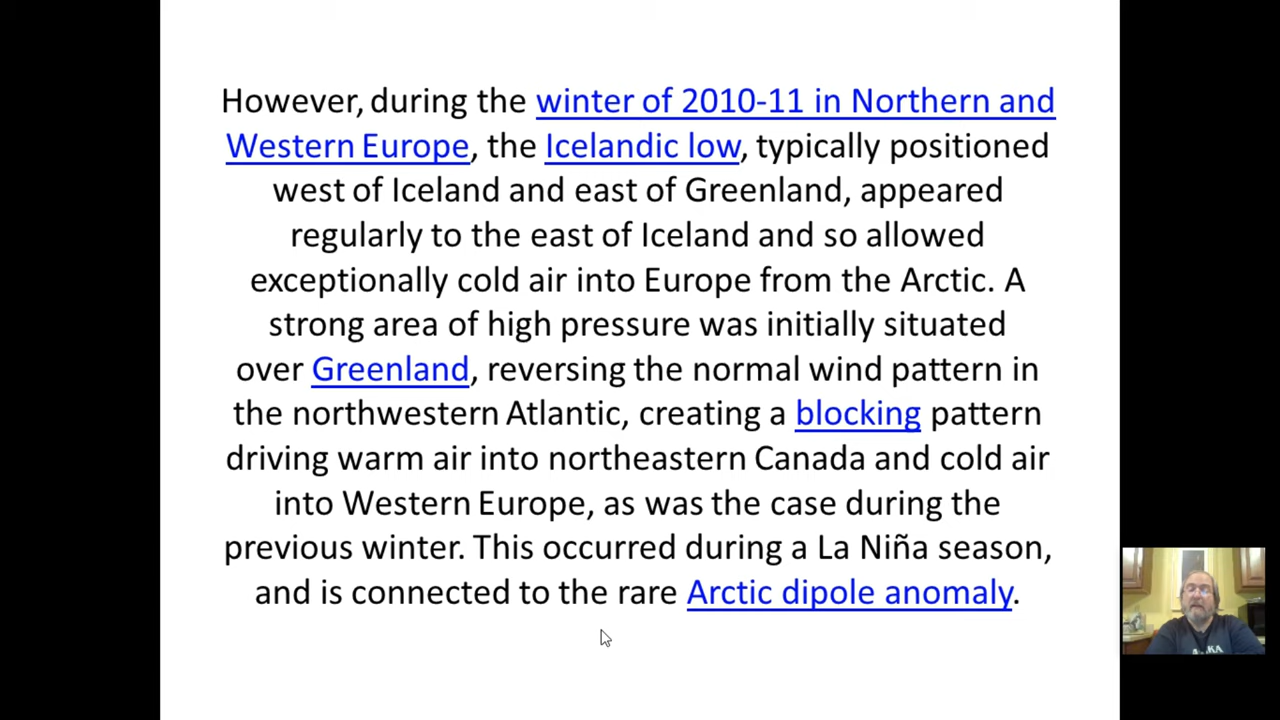 However, during the winter of 2010-11 in Northern and
Western Europe, the Icelandic low, typically positioned
west of Iceland and east of Greenland, appeared
regularly to the east of Iceland and so allowed
exceptionally cold air into Europe from the Arctic. A
strong area of high pressure was initially situated
over Greenland, reversing the normal wind pattern in
the northwestern Atlantic, creating a blocking pattern
driving warm air into northeastern Canada and cold air
into Western Europe, as was the case during the
previous winter. This occurred during a La Niña season,
and is connected to the rare Arctic dipole anomaly.